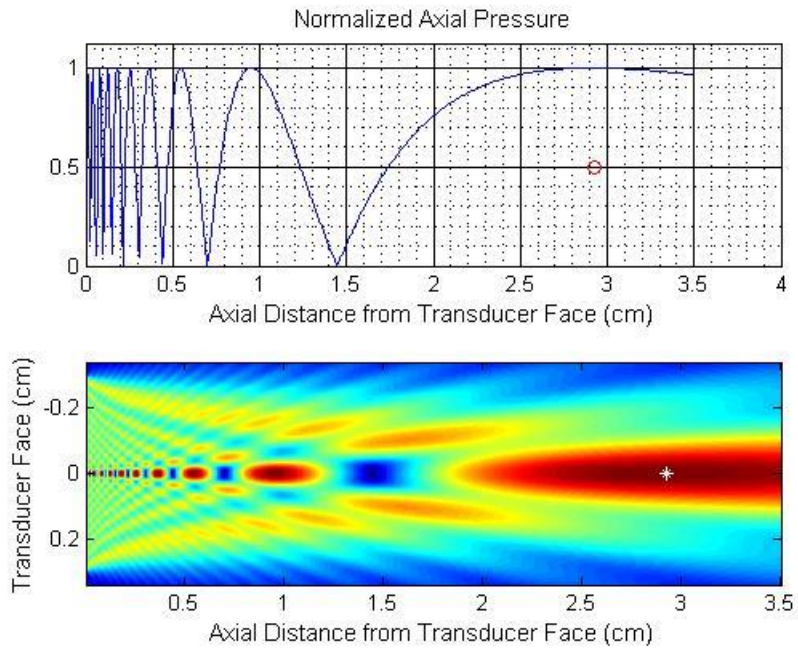 Normalized Axial Pressure
1
0.5
0
0 0.5 1 1.5 2 2.5 3 3.5 4
Axial Distance from Transducer Face (cm)
Transducer Face (cm)
-0.2
0
0.2
0.5 1 1.5 2 2.5 3 3.5
Axial Distance from Transducer Face (cm)